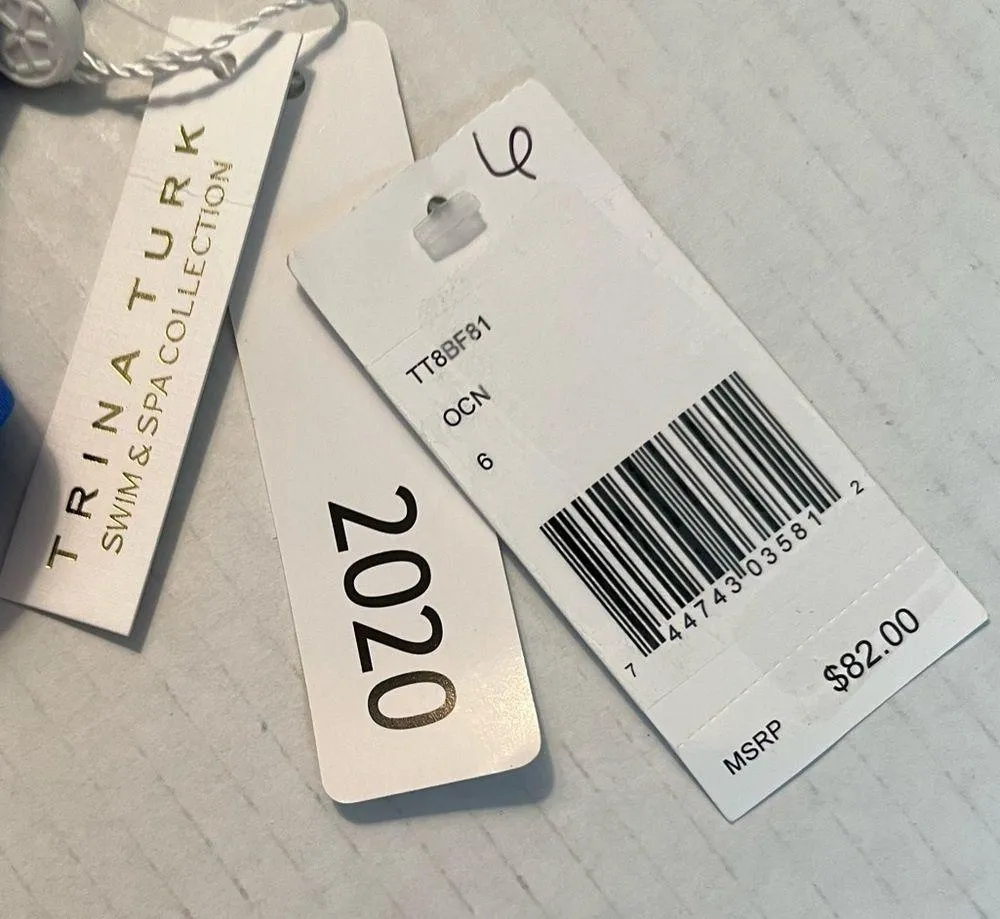 TRINA TURK
SWIM & SPA COLLECTION
2020
6
TT8BF81
OCN
6
7 44743 03581 2
MSRP $82.00